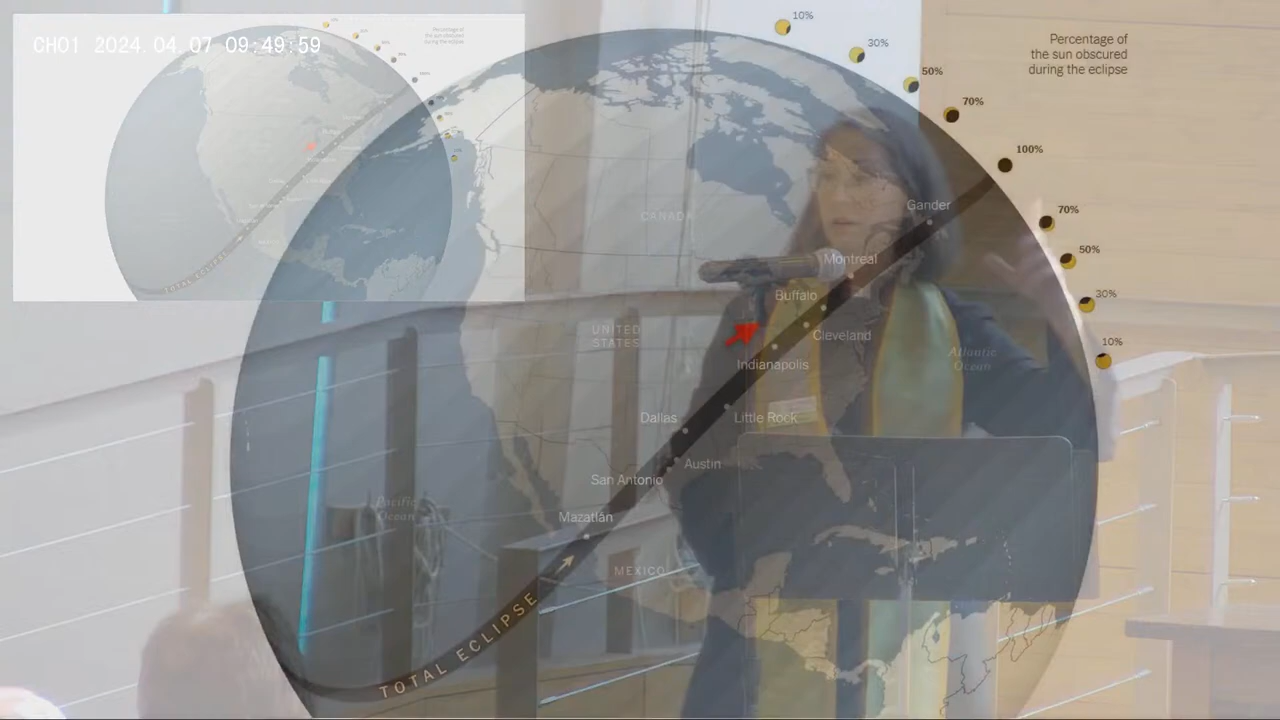 CH01 2024.04.07 09:49:59
Percentage of
the sun obscured
during the eclipse
10%
30%
50%
70%
100%
70%
50%
30%
10%
Gander
CANADA
Montreal
Buffalo
Cleveland
UNITED
STATES
Indianapolis
Atlantic
Ocean
Dallas
Little Rock
Austin
San Antonio
Pacific
Ocean
Mazatlán
MEXICO
TOTAL ECLIPSE